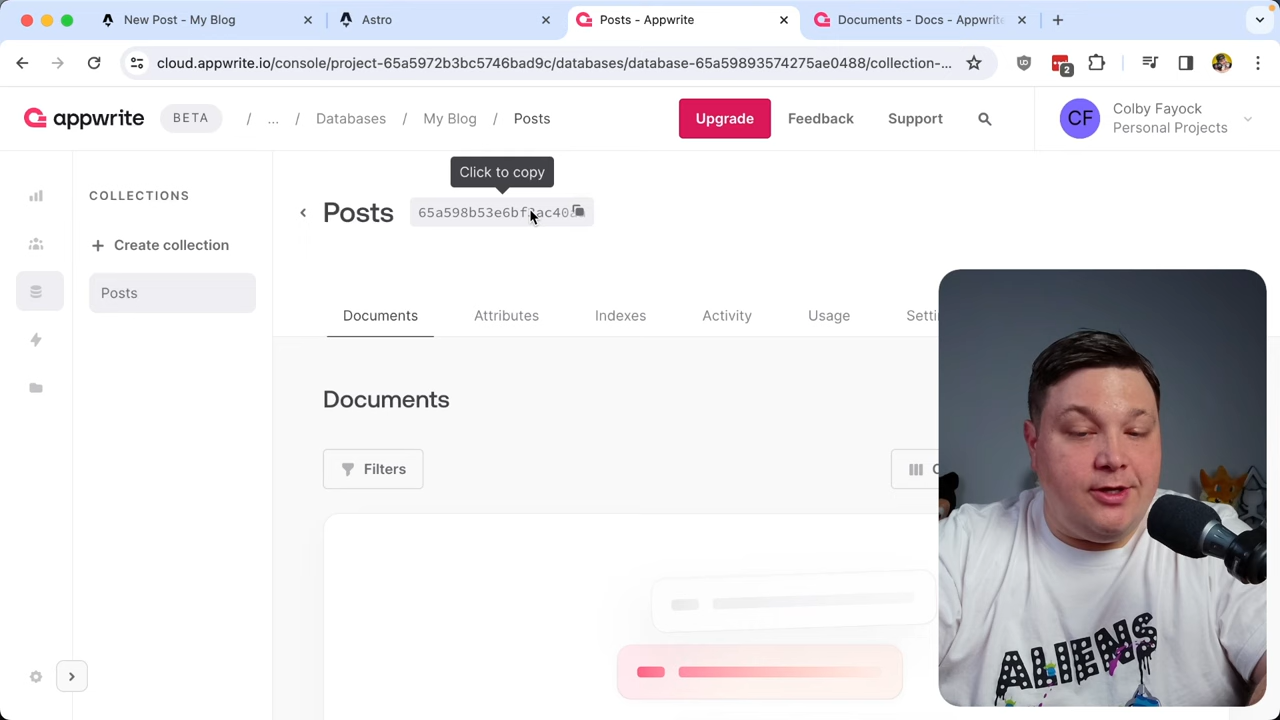 New Post - My Blog
Astro
Posts - Appwrite
Documents - Docs - Appwrite
cloud.appwrite.io/console/project-65a5972b3bc5746bad9c/databases/database-65a59893574275ae0488/collection-...
2
appwrite
BETA
/ ... / Databases / My Blog / Posts
Upgrade
Feedback
Support
CF
Colby Fayock
Personal Projects
Click to copy
COLLECTIONS
Posts
+ Create collection
Posts
Documents
Attributes
Indexes
Activity
Usage
Documents
Filters
ALIENS